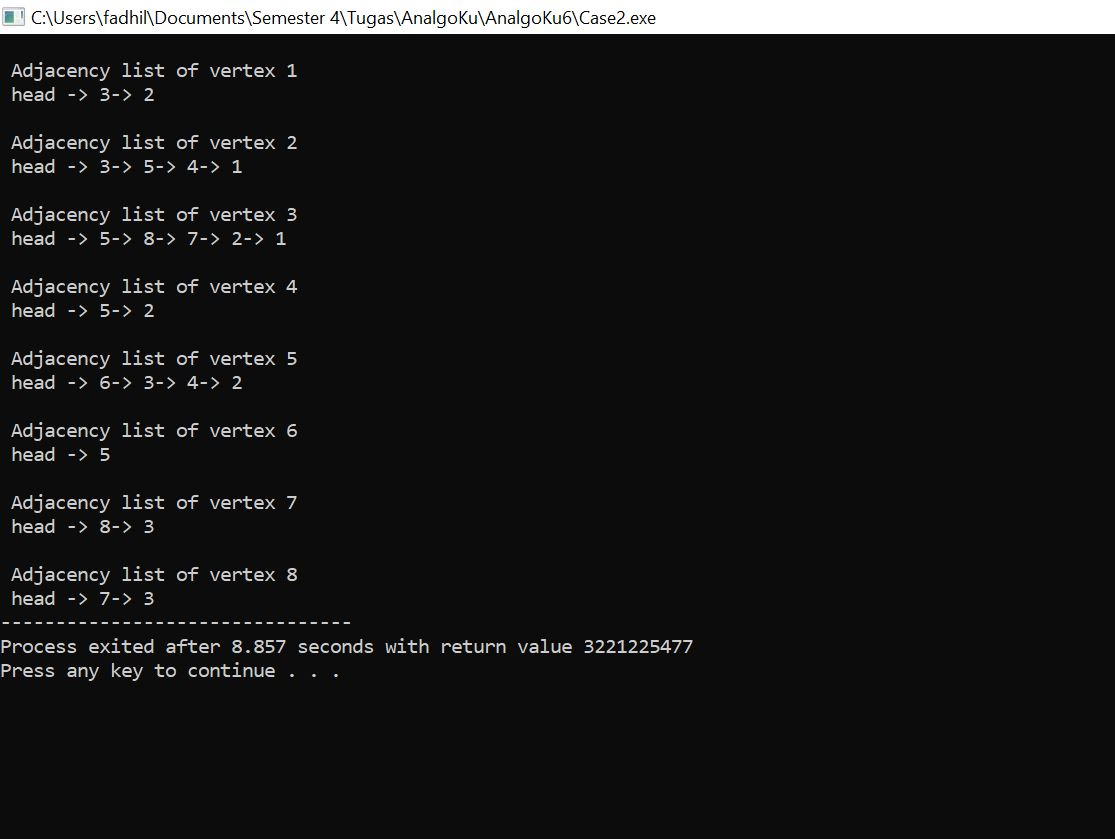 C:\Users\fadhil\Documents\Semester 4\Tugas\AnalgoKu\AnalgoKu6\Case2.exe
Adjacency list of vertex 1
head -> 3-> 2
Adjacency list of vertex 2
head -> 3-> 5-> 4-> 1
Adjacency list of vertex 3
head -> 5-> 8-> 7-> 2-> 1
Adjacency list of vertex 4
head -> 5-> 2
Adjacency list of vertex 5
head -> 6-> 3-> 4-> 2
Adjacency list of vertex 6
head -> 5
Adjacency list of vertex 7
head -> 8-> 3
Adjacency list of vertex 8
head -> 7-> 3
--------------------------------
Process exited after 8.857 seconds with return value 3221225477
Press any key to continue . . .